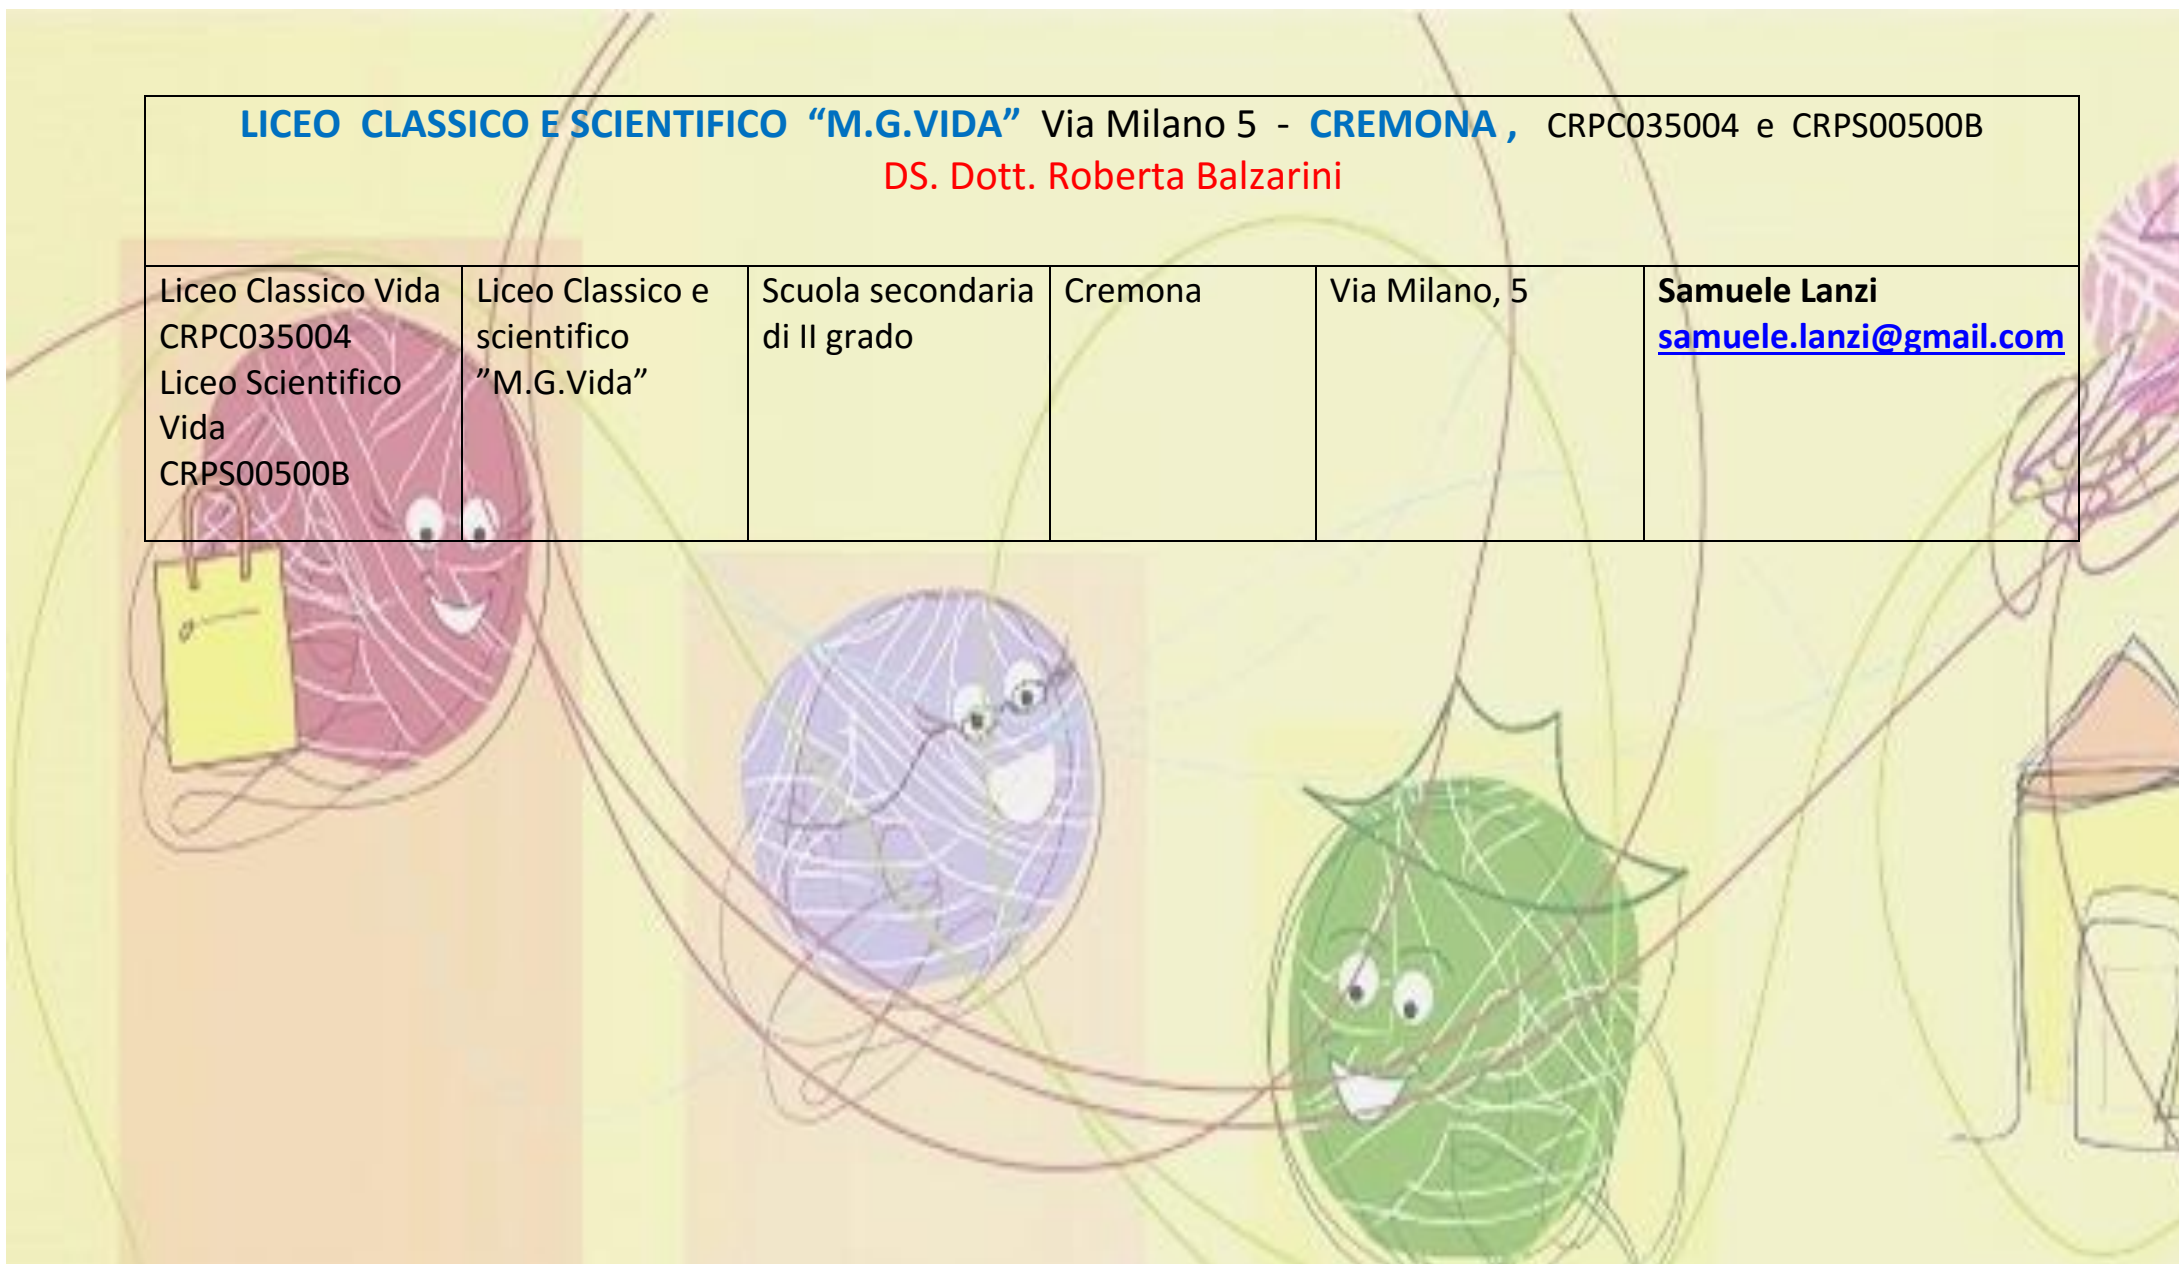 LICEO CLASSICO E SCIENTIFICO “M.G.VIDA” Via Milano 5 - CREMONA , CRPC035004 e CRPS00500B
DS. Dott. Roberta Balzarini
Liceo Classico Vida
CRPC035004
Liceo Scientifico
Vida
CRPS00500B
Liceo Classico e
scientifico
”M.G.Vida”
Scuola secondaria
di II grado
Cremona
Via Milano, 5
Samuele Lanzi
samuele.lanzi@gmail.com